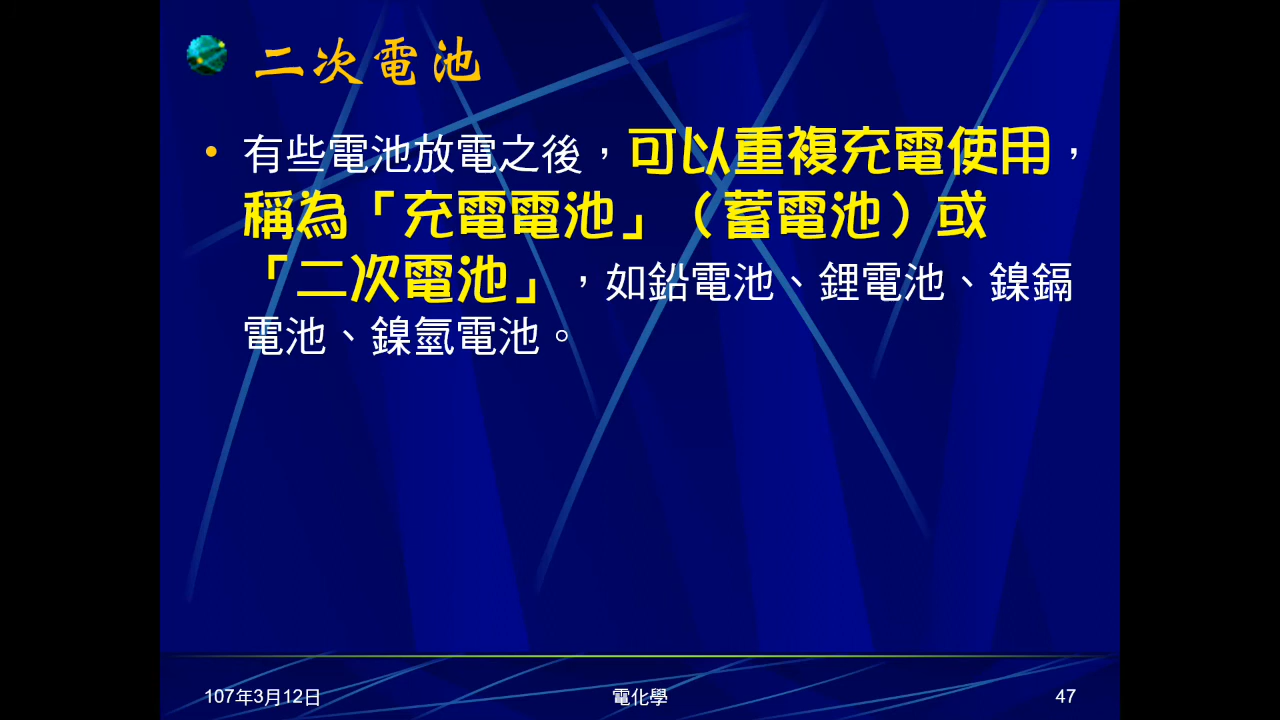 二次電池
• 有些電池放電之後，可以重複充電使用，
稱為「充電電池」（蓄電池）或
「二次電池」，如鉛電池、鋰電池、鎳鎘
電池、鎳氫電池。
107年3月12日
電化學
47